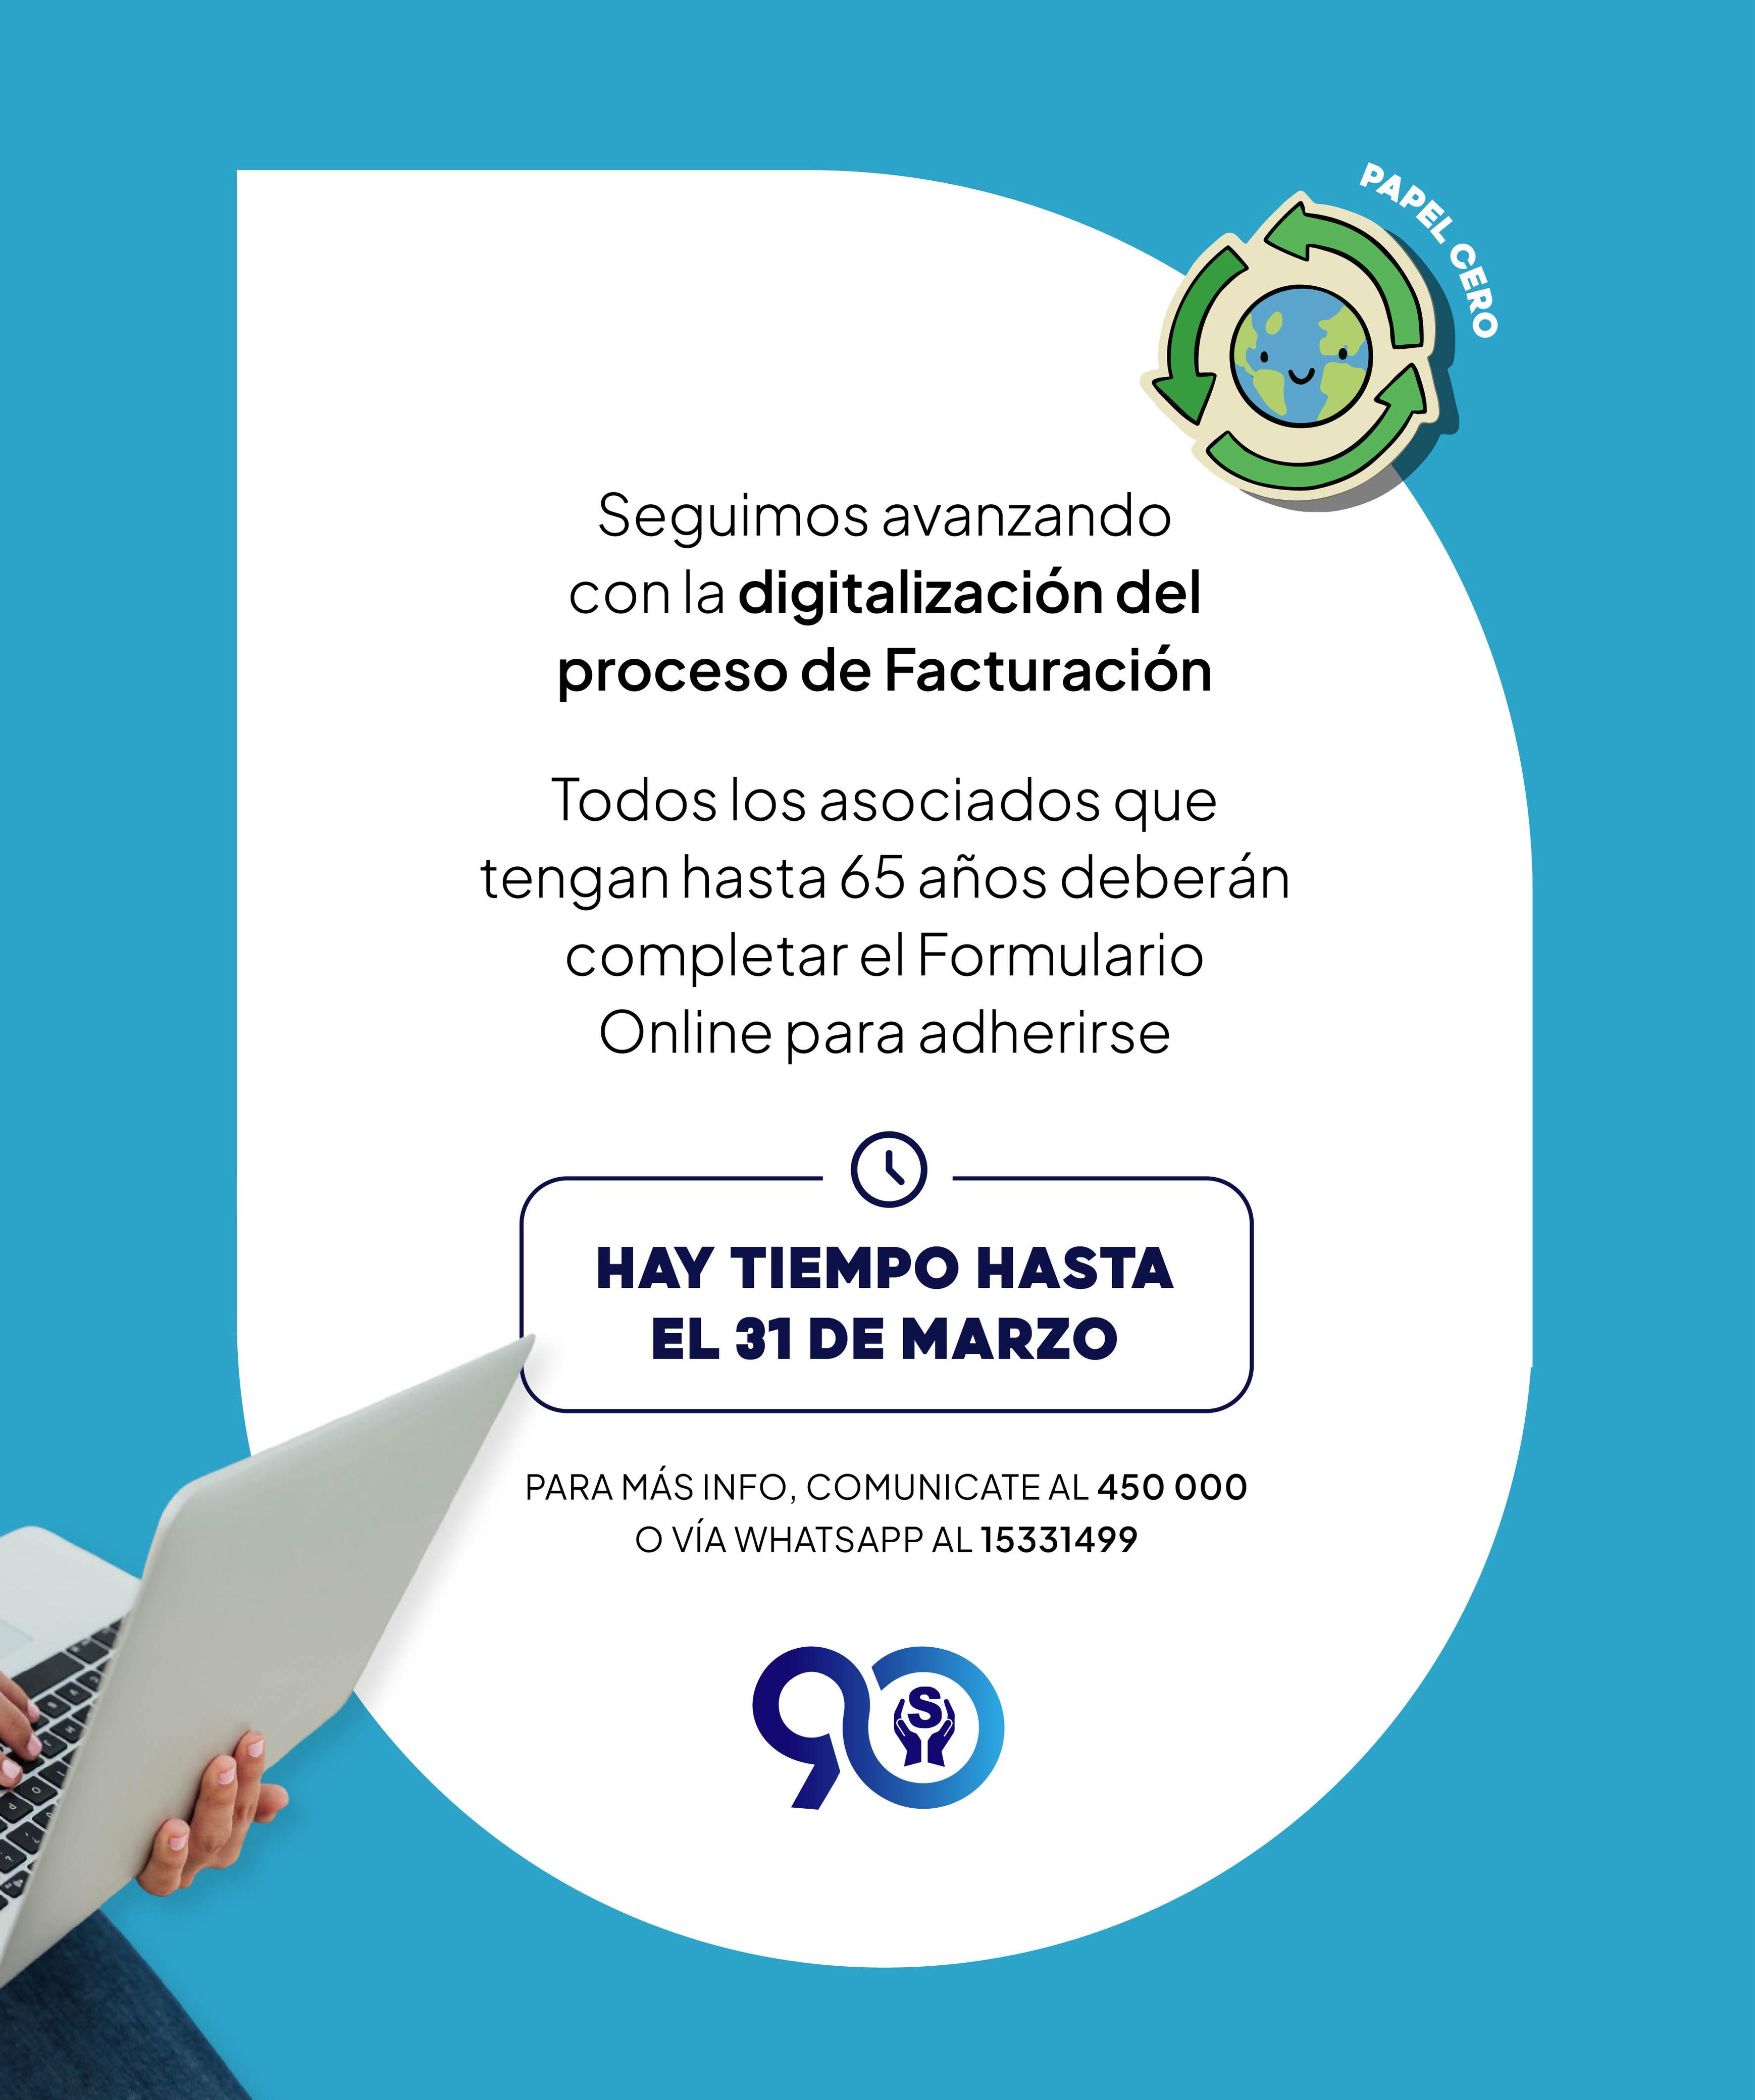 PAPEL CERO
Seguimos avanzando
con la digitalización del
proceso de Facturación
Todos los asociados que
tengan hasta 65 años deberán
completar el Formulario
Online para adherirse
HAY TIEMPO HASTA
EL 31 DE MARZO
PARA MÁS INFO, COMUNICATE AL 450 000
O VÍA WHATSAPP AL 15331499
90
S